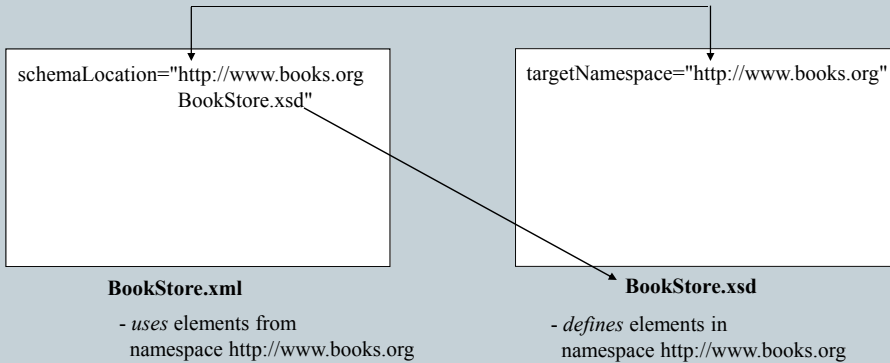 schemaLocation="http://www.books.org
BookStore.xsd"
targetNamespace="http://www.books.org"
BookStore.xml
- uses elements from
namespace http://www.books.org
BookStore.xsd
- defines elements in
namespace http://www.books.org